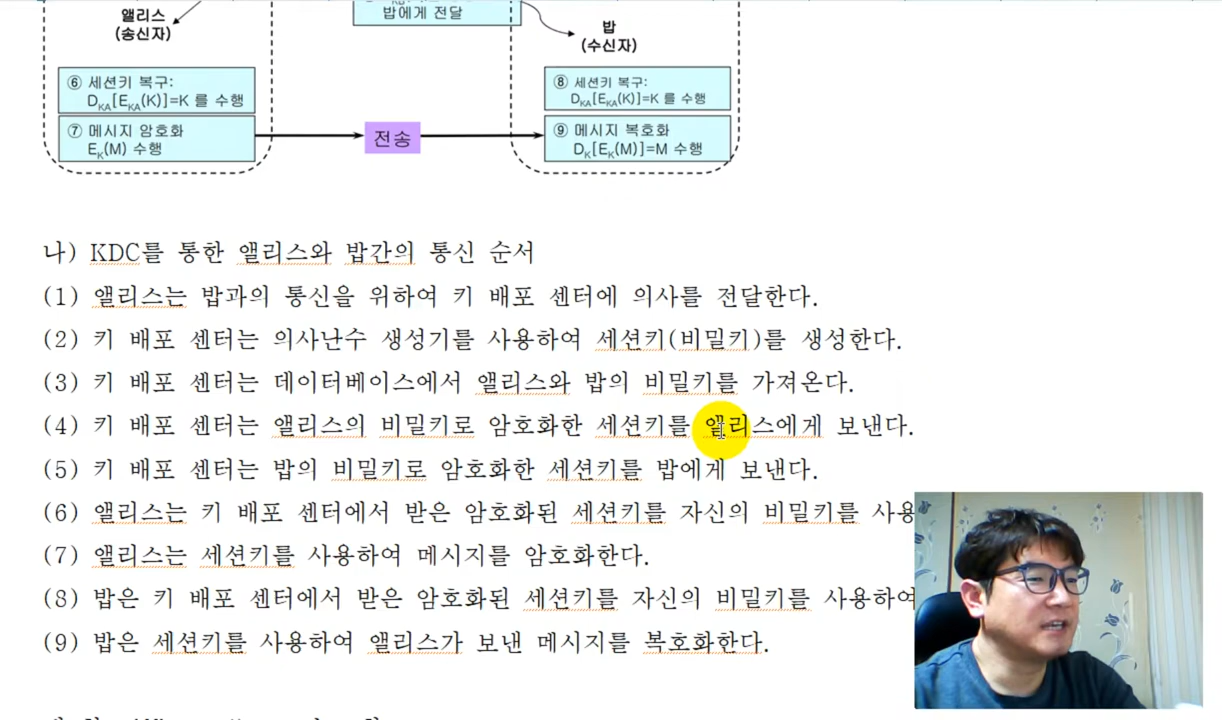 앨리스
(송신자)
밥에게 전달
밥
(수신자)
⑥ 세션키 복구:
DKA[EKA(K)]=K 를 수행
⑦ 메시지 암호화
EK(M) 수행
전송
⑧ 세션키 복구:
DKA[EKA(K)]=K 를 수행
⑨ 메시지 복호화
DK[EK(M)]=M 수행
나) KDC를 통한 앨리스와 밥간의 통신 순서
(1) 앨리스는 밥과의 통신을 위하여 키 배포 센터에 의사를 전달한다.
(2) 키 배포 센터는 의사난수 생성기를 사용하여 세션키(비밀키)를 생성한다.
(3) 키 배포 센터는 데이터베이스에서 앨리스와 밥의 비밀키를 가져온다.
(4) 키 배포 센터는 앨리스의 비밀키로 암호화한 세션키를 앨리스에게 보낸다.
(5) 키 배포 센터는 밥의 비밀키로 암호화한 세션키를 밥에게 보낸다.
(6) 앨리스는 키 배포 센터에서 받은 암호화된 세션키를 자신의 비밀키를 사용
(7) 앨리스는 세션키를 사용하여 메시지를 암호화한다.
(8) 밥은 키 배포 센터에서 받은 암호화된 세션키를 자신의 비밀키를 사용하여
(9) 밥은 세션키를 사용하여 앨리스가 보낸 메시지를 복호화한다.